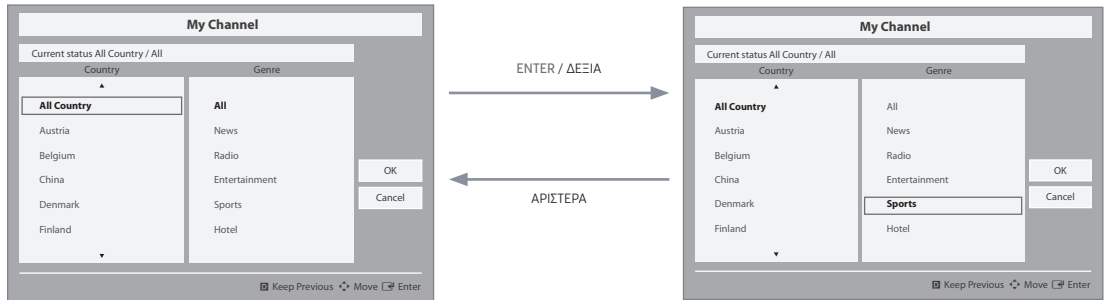 My Channel
Current status All Country / All
Country Genre
▲
All Country All
Austria News
Belgium Radio
China Entertainment
Denmark Sports
Finland Hotel
▼
OK
Cancel
D Keep Previous Move Enter
ENTER / ΔΕΞΙΑ
ΑΡΙΣΤΕΡΑ
My Channel
Current status All Country / All
Country Genre
▲
All Country All
Austria News
Belgium Radio
China Entertainment
Denmark Sports
Finland Hotel
▼
OK
Cancel
D Keep Previous Move Enter